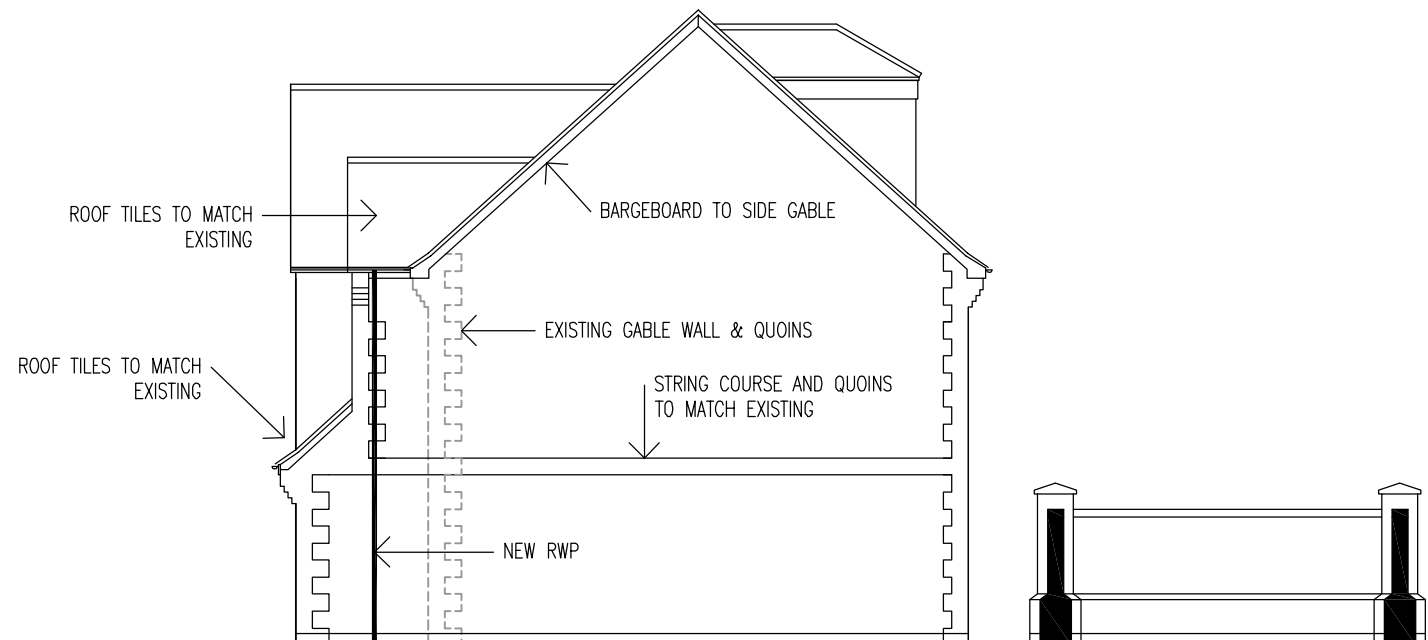 ROOF TILES TO MATCH
EXISTING
BARGEBOARD TO SIDE GABLE
EXISTING GABLE WALL & QUOINS
ROOF TILES TO MATCH
EXISTING
STRING COURSE AND QUOINS
TO MATCH EXISTING
NEW RWP